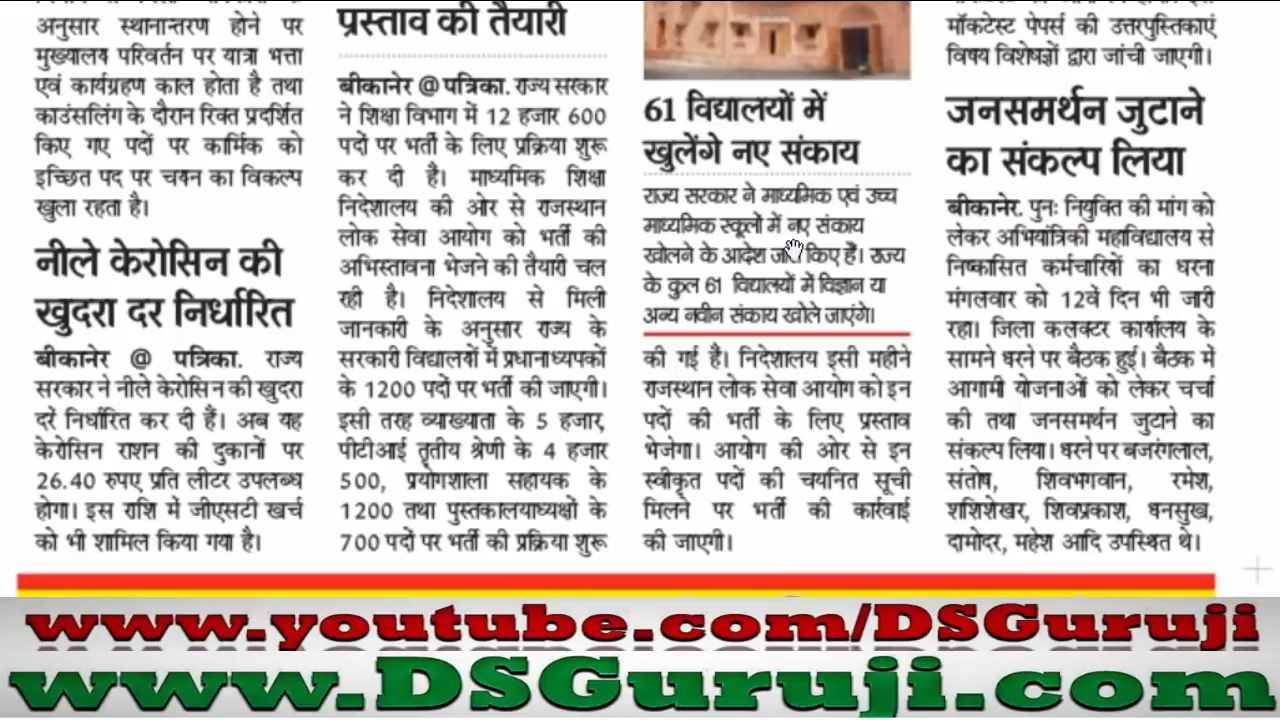 अनुसार स्थानान्तरण होने पर
मुख्यालय परिवर्तन पर यात्रा भत्ता
एवं कार्यग्रहण काल होता है तथा
काउंसलिंग के दौरान रिक्त प्रदर्शित
किए गए पदों पर कार्मिक को
इच्छित पद पर चयन का विकल्प
खुला रहता है।
नीले केरोसिन की
खुदरा दर निर्धारित
बीकानेर @ पत्रिका. राज्य
सरकार ने नीले केरोसिन की खुदरा
दरें निर्धारित कर दी हैं। अब यह
केरोसिन राशन की दुकानों पर
26.40 रुपए प्रति लीटर उपलब्ध
होगा। इस राशि में जीएसटी खर्च
को भी शामिल किया गया है।
प्रस्ताव की तैयारी
बीकानेर @ पत्रिका. राज्य सरकार
ने शिक्षा विभाग में 12 हजार 600
पदों पर भर्ती के लिए प्रक्रिया शुरू
कर दी है। माध्यमिक शिक्षा
निदेशालय की ओर से राजस्थान
लोक सेवा आयोग को भर्ती की
अभिस्तावना भेजने की तैयारी चल
रही है। निदेशालय से मिली
जानकारी के अनुसार राज्य के
सरकारी विद्यालयों में प्रधानाध्यपकों
के 1200 पदों पर भर्ती की जाएगी।
इसी तरह व्याख्याता के 5 हजार,
पीटीआई तृतीय श्रेणी के 4 हजार
500, प्रयोगशाला सहायक के
1200 तथा पुस्तकालयाध्यक्षों के
700 पदों पर भर्ती की प्रक्रिया शुरू
61 विद्यालयों में
खुलेंगे नए संकाय
राज्य सरकार ने माध्यमिक एवं उच्च
माध्यमिक स्कूलों में नए संकाय
खोलने के आदेश जारी किए हैं। राज्य
के कुल 61 विद्यालयों में विज्ञान या
अन्य नवीन संकाय खोले जाएंगे।
की गई है। निदेशालय इसी महीने
राजस्थान लोक सेवा आयोग को इन
पदों की भर्ती के लिए प्रस्ताव
भेजेगा। आयोग की ओर से इन
स्वीकृत पदों की चयनित सूची
मिलने पर भर्ती की कार्रवाई
की जाएगी।
मॉकटेस्ट पेपर्स की उत्तरपुस्तिकाएं
विषय विशेषज्ञों द्वारा जांची जाएगी।
जनसमर्थन जुटाने
का संकल्प लिया
बीकानेर. पुनः नियुक्ति की मांग को
लेकर अभियांत्रिकी महाविद्यालय से
निष्कासित कर्मचारियों का धरना
मंगलवार को 12वें दिन भी जारी
रहा। जिला कलक्टर कार्यालय के
सामने धरने पर बैठक हुई। बैठक में
आगामी योजनाओं को लेकर चर्चा
की तथा जनसमर्थन जुटाने का
संकल्प लिया। धरने पर बजरंगलाल,
संतोष, शिवभगवान, रमेश,
शशिशेखर, शिवप्रकाश, धनसुख,
दामोदर, महेश आदि उपस्थित थे।
www.youtube.com/DSGuruji
www.DSGuruji.com